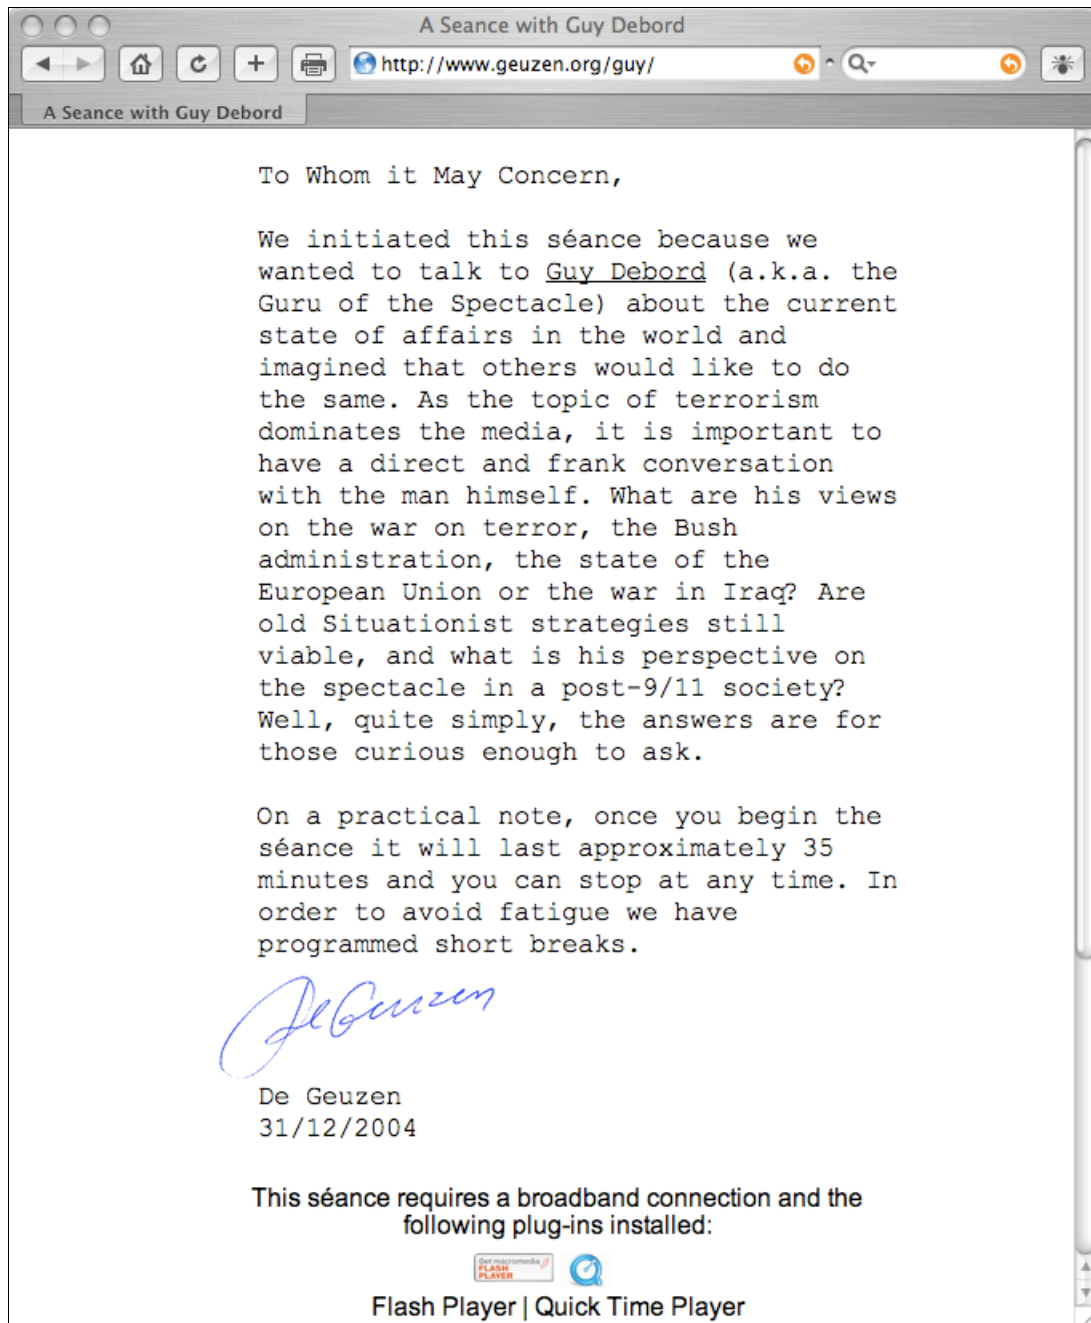 A Seance with Guy Debord
http://www.geuzen.org/guy/
A Seance with Guy Debord
To Whom it May Concern,
We initiated this séance because we
wanted to talk to Guy Debord (a.k.a. the
Guru of the Spectacle) about the current
state of affairs in the world and
imagined that others would like to do
the same. As the topic of terrorism
dominates the media, it is important to
have a direct and frank conversation
with the man himself. What are his views
on the war on terror, the Bush
administration, the state of the
European Union or the war in Iraq? Are
old Situationist strategies still
viable, and what is his perspective on
the spectacle in a post-9/11 society?
Well, quite simply, the answers are for
those curious enough to ask.
On a practical note, once you begin the
séance it will last approximately 35
minutes and you can stop at any time. In
order to avoid fatigue we have
programmed short breaks.
De Geuzen
De Geuzen
31/12/2004
This séance requires a broadband connection and the
following plug-ins installed:
Get macromedia
FLASH
PLAYER
Flash Player | Quick Time Player